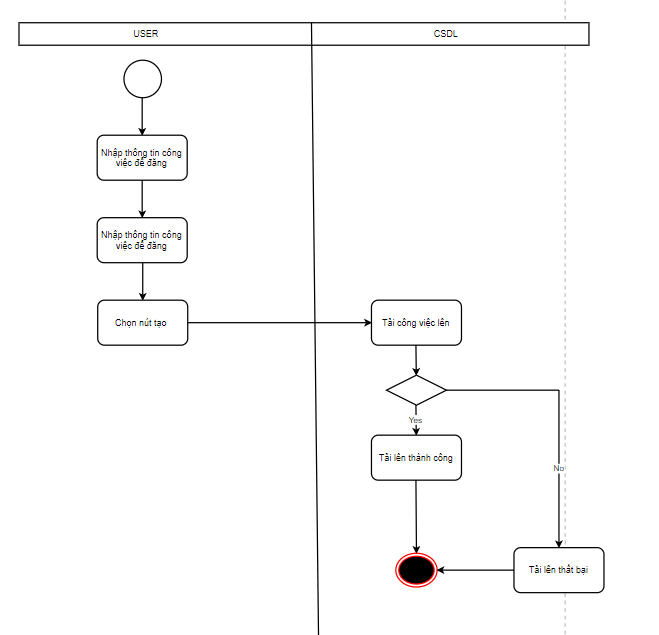 USER
CSDL
Nhập thông tin công
việc để đăng
Nhập thông tin công
việc để đăng
Chọn nút tạo
Tải công việc lên
Yes
Tải lên thành công
No
Tải lên thất bại